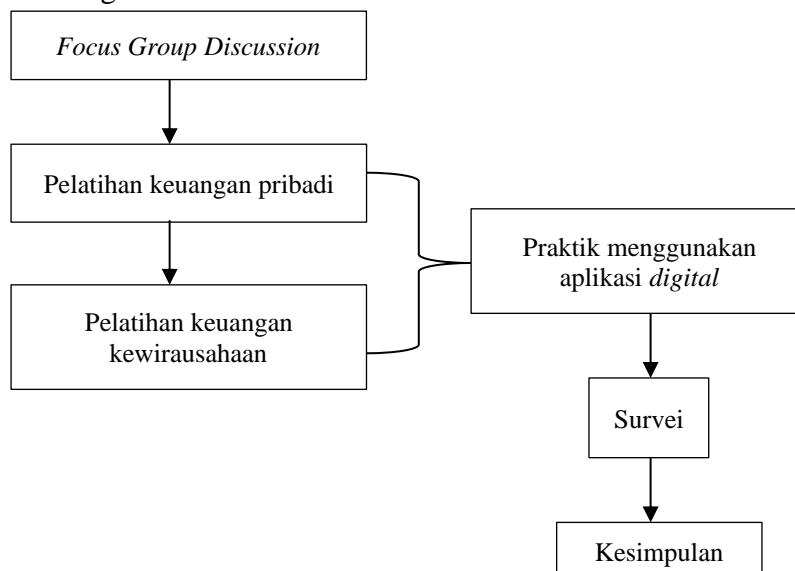 Focus Group Discussion
Pelatihan keuangan pribadi
Pelatihan keuangan
kewirausahaan
Praktik menggunakan
aplikasi digital
Survei
Kesimpulan